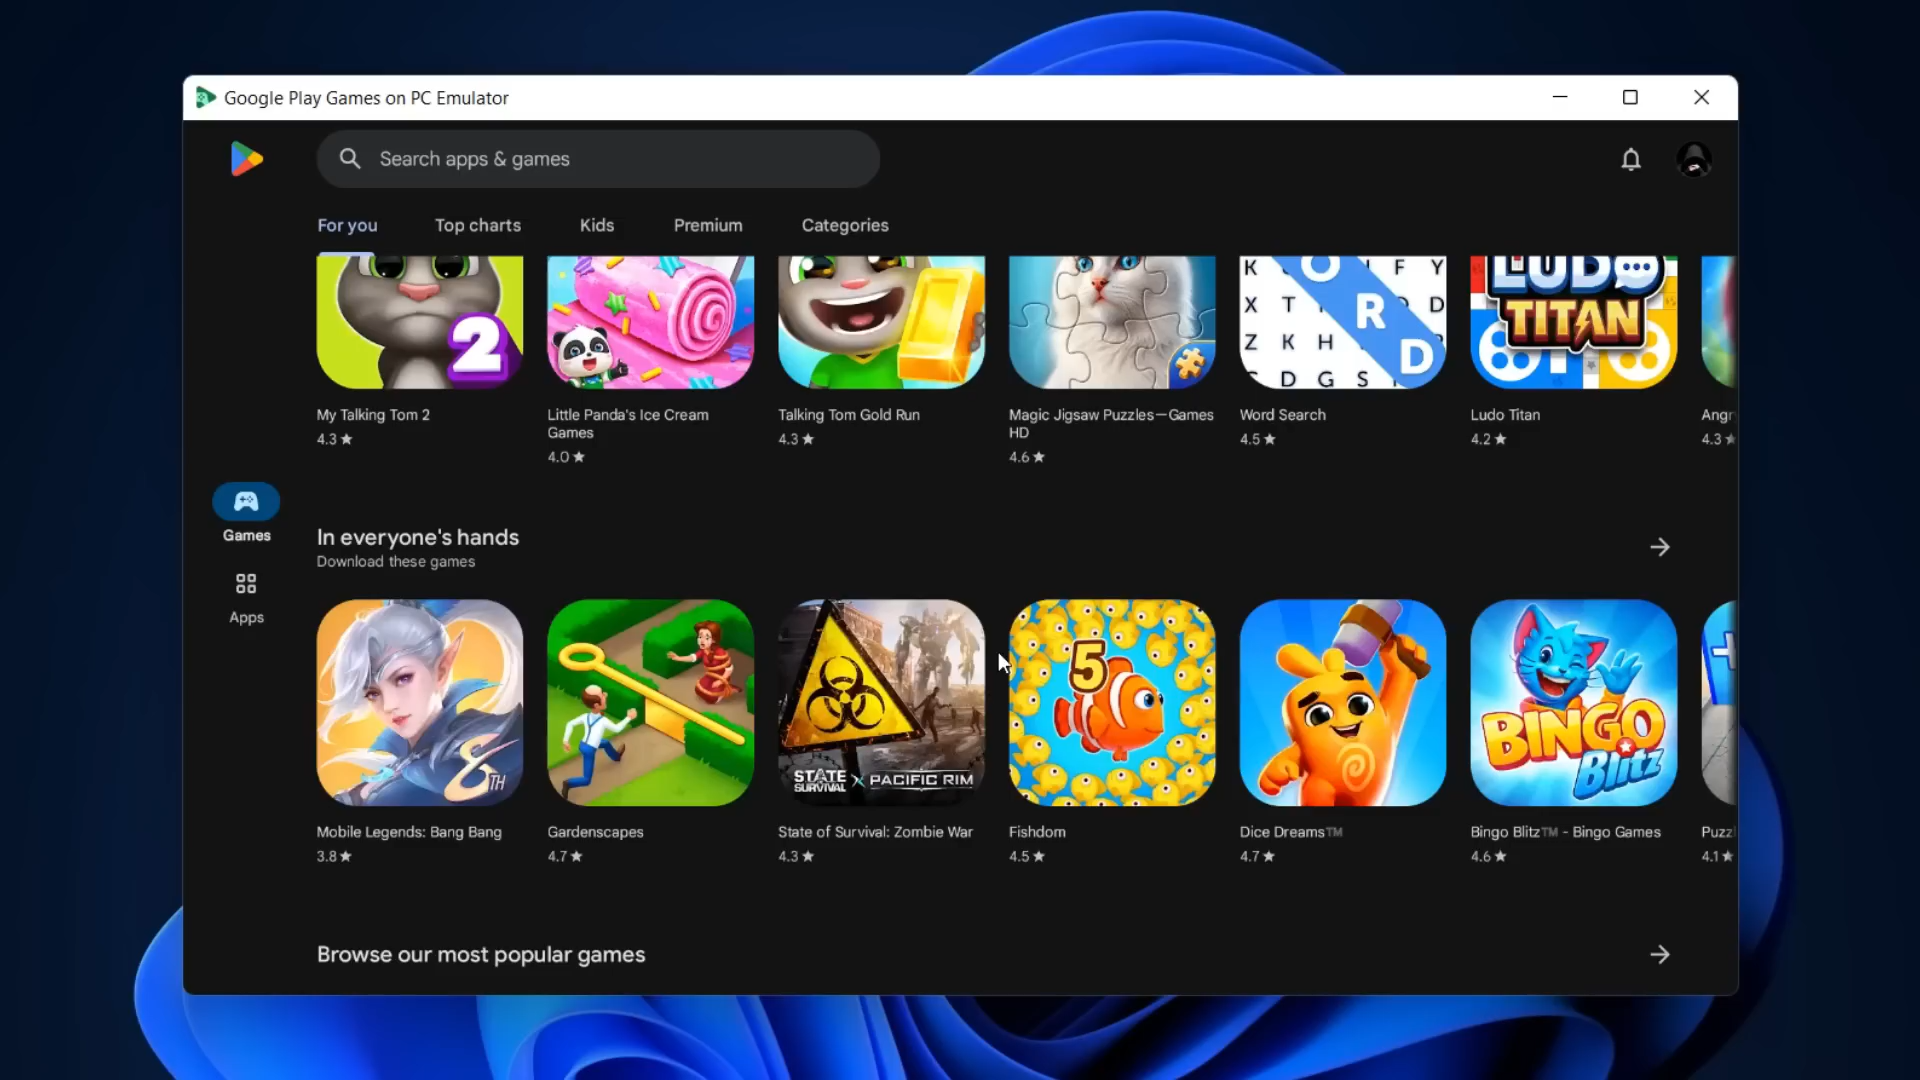 Google Play Games on PC Emulator
Search apps & games
For you Top charts Kids Premium Categories
2
K F Y
X T R D
Z K H
D G S D
LUDO
TITAN
My Talking Tom 2
4.3 ★
Little Panda's Ice Cream
Games
4.0 ★
Talking Tom Gold Run
4.3 ★
Magic Jigsaw Puzzles—Games
HD
4.6 ★
Word Search
4.5 ★
Ludo Titan
4.2 ★
Angr
4.3 ★
Games
Apps
In everyone's hands
Download these games
8TH
STATE
SURVIVAL X PACIFIC RIM
5
BINGO
Blitz
Mobile Legends: Bang Bang
3.8 ★
Gardenscapes
4.7 ★
State of Survival: Zombie War
4.3 ★
Fishdom
4.5 ★
Dice Dreams™
4.7 ★
Bingo Blitz™ - Bingo Games
4.6 ★
Puzzl
4.1 ★
Browse our most popular games